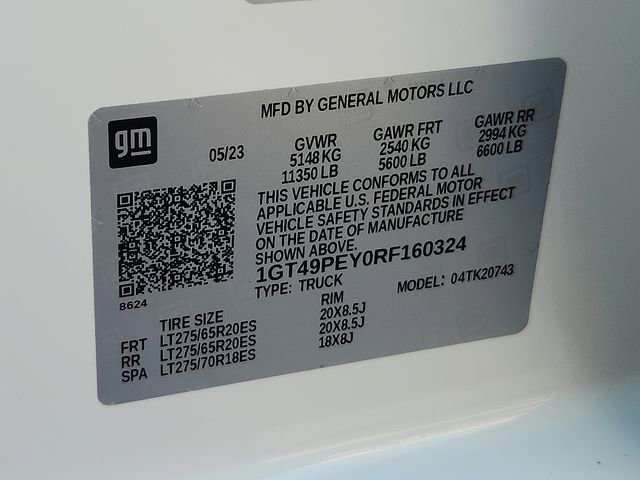 MFD BY GENERAL MOTORS LLC
gm
05/23 GVWR GAWR FRT GAWR RR
5148 KG 2540 KG 2994 KG
11350 LB 5600 LB 6600 LB
THIS VEHICLE CONFORMS TO ALL
APPLICABLE U.S. FEDERAL MOTOR
VEHICLE SAFETY STANDARDS IN EFFECT
ON THE DATE OF MANUFACTURE
SHOWN ABOVE.
1GT49PEY0RF160324
TYPE: TRUCK MODEL: 04TK20743
8624
TIRE SIZE RIM
FRT LT275/65R20ES 20X8.5J
RR LT275/65R20ES 20X8.5J
SPA LT275/70R18ES 18X8J